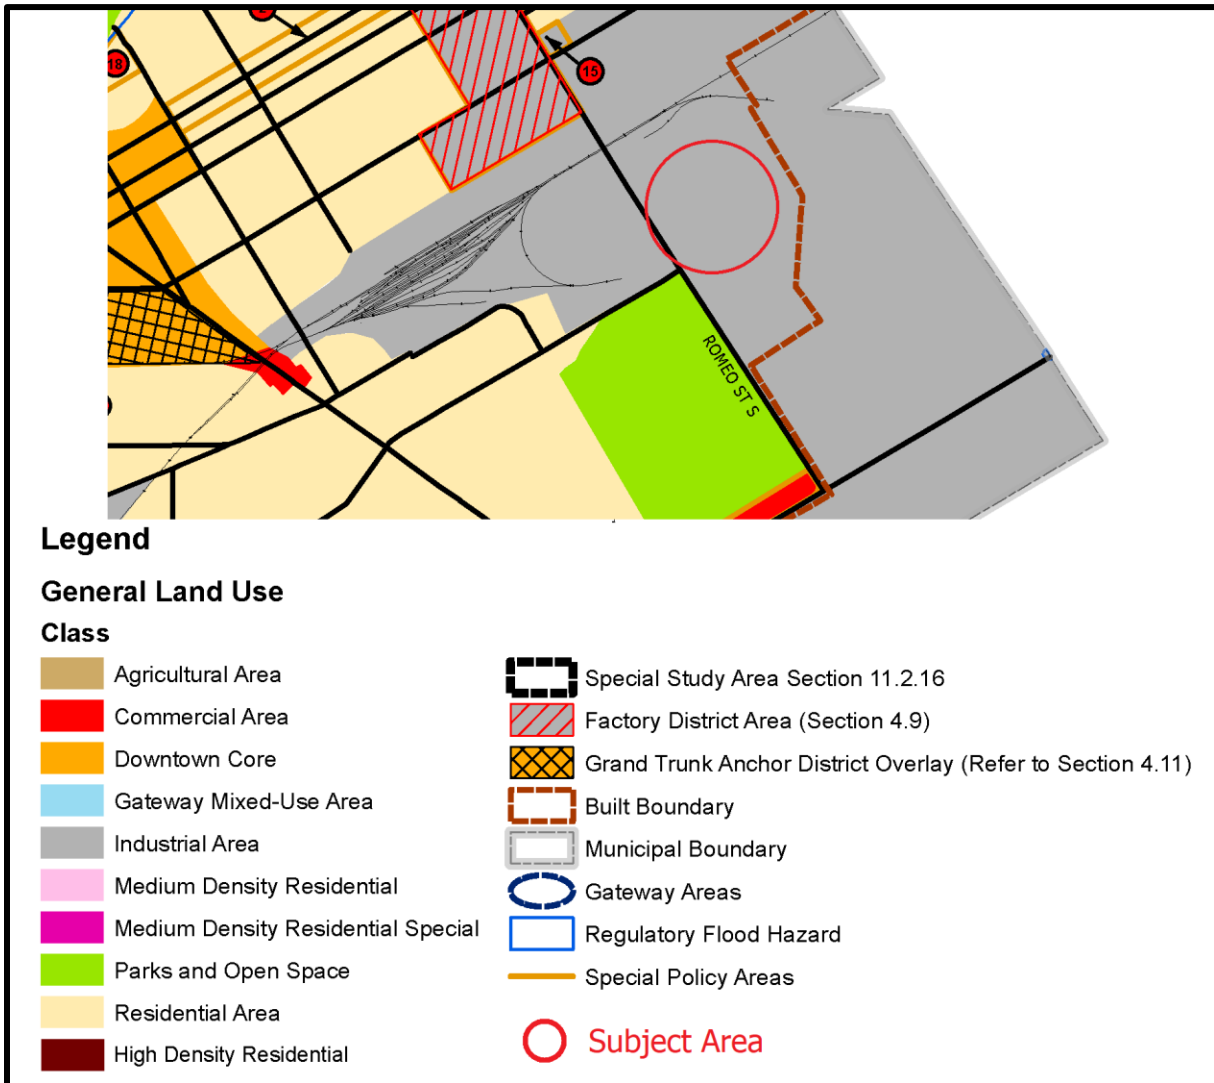 2
18
15
ROMEO ST S
Legend
General Land Use
Class
Agricultural Area
Commercial Area
Downtown Core
Gateway Mixed-Use Area
Industrial Area
Medium Density Residential
Medium Density Residential Special
Parks and Open Space
Residential Area
High Density Residential
Special Study Area Section 11.2.16
Factory District Area (Section 4.9)
Grand Trunk Anchor District Overlay (Refer to Section 4.11)
Built Boundary
Municipal Boundary
Gateway Areas
Regulatory Flood Hazard
Special Policy Areas
Subject Area